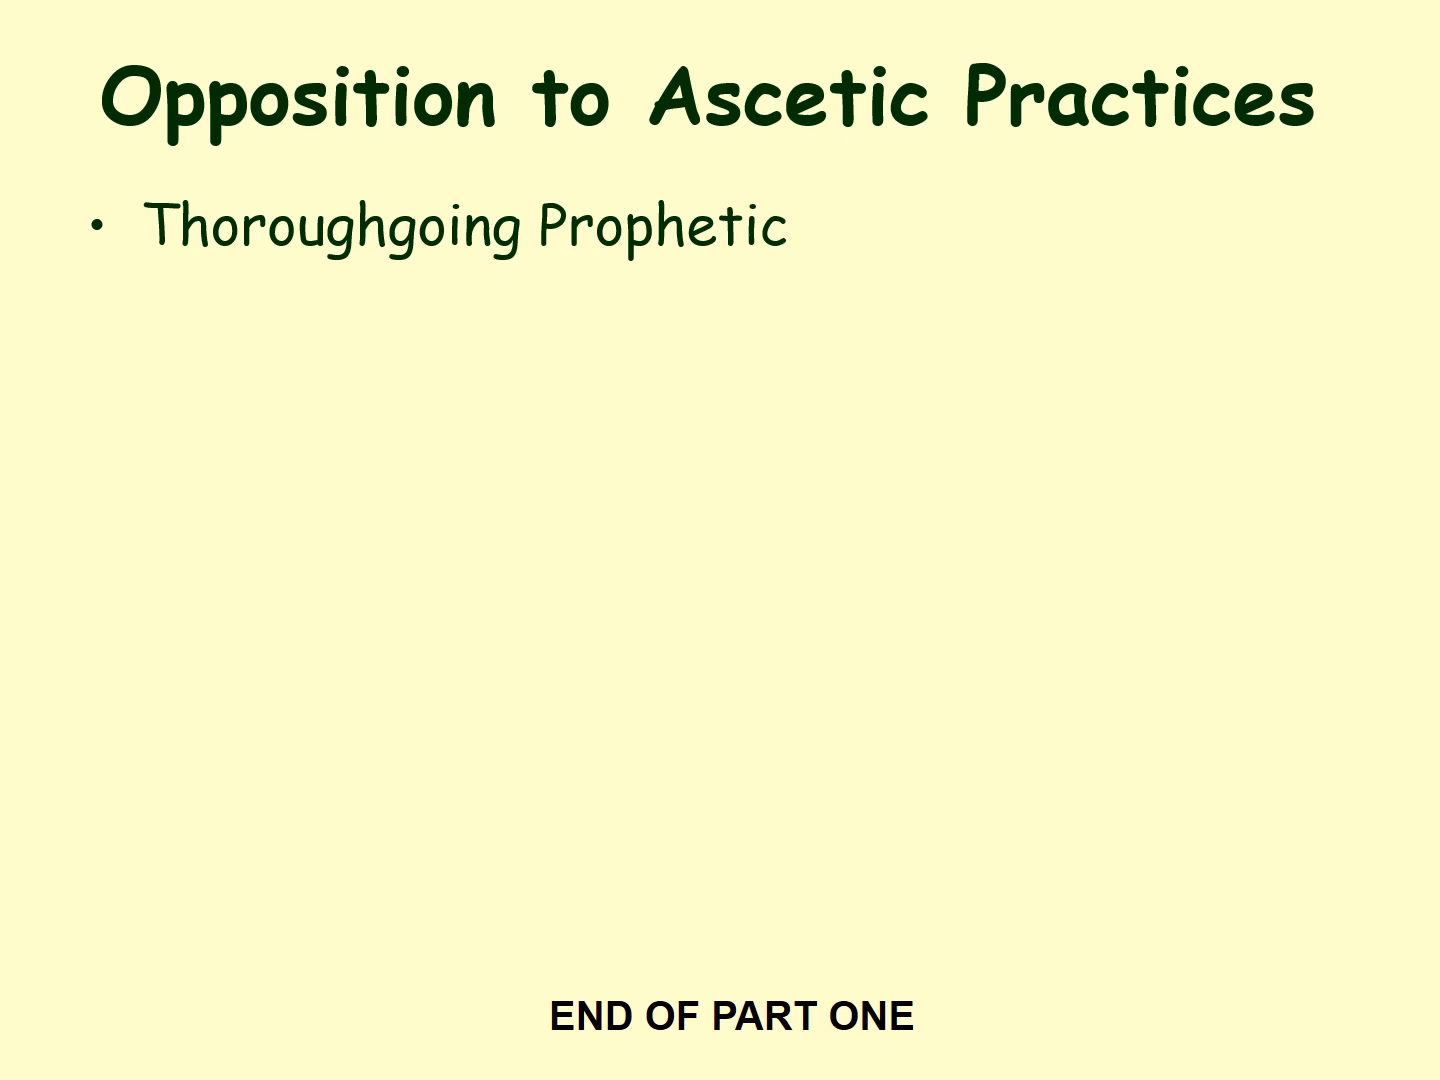 Opposition to Ascetic Practices
• Thoroughgoing Prophetic
END OF PART ONE